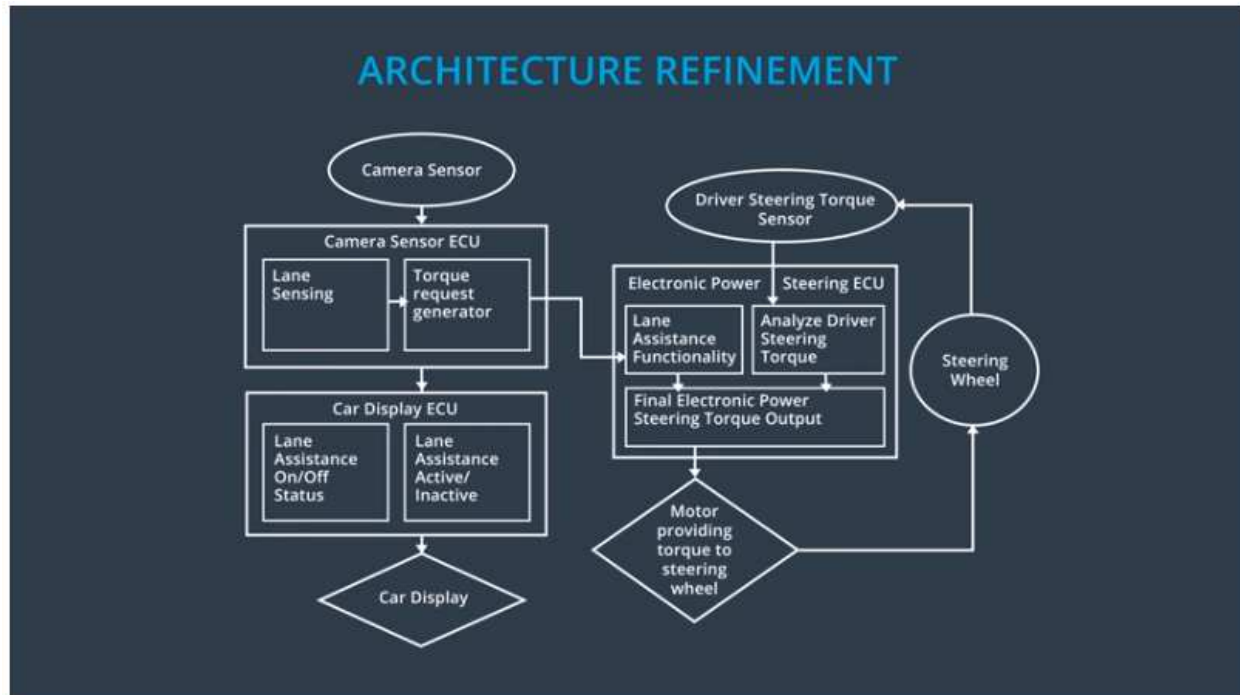 ARCHITECTURE REFINEMENT
Camera Sensor
Camera Sensor ECU
Lane
Sensing
Torque
request
generator
Car Display ECU
Lane
Assistance
On/Off
Status
Lane
Assistance
Active/
Inactive
Car Display
Driver Steering Torque
Sensor
Electronic Power Steering ECU
Lane
Assistance
Functionality
Analyze Driver
Steering
Torque
Final Electronic Power
Steering Torque Output
Motor
providing
torque to
steering
wheel
Steering
Wheel